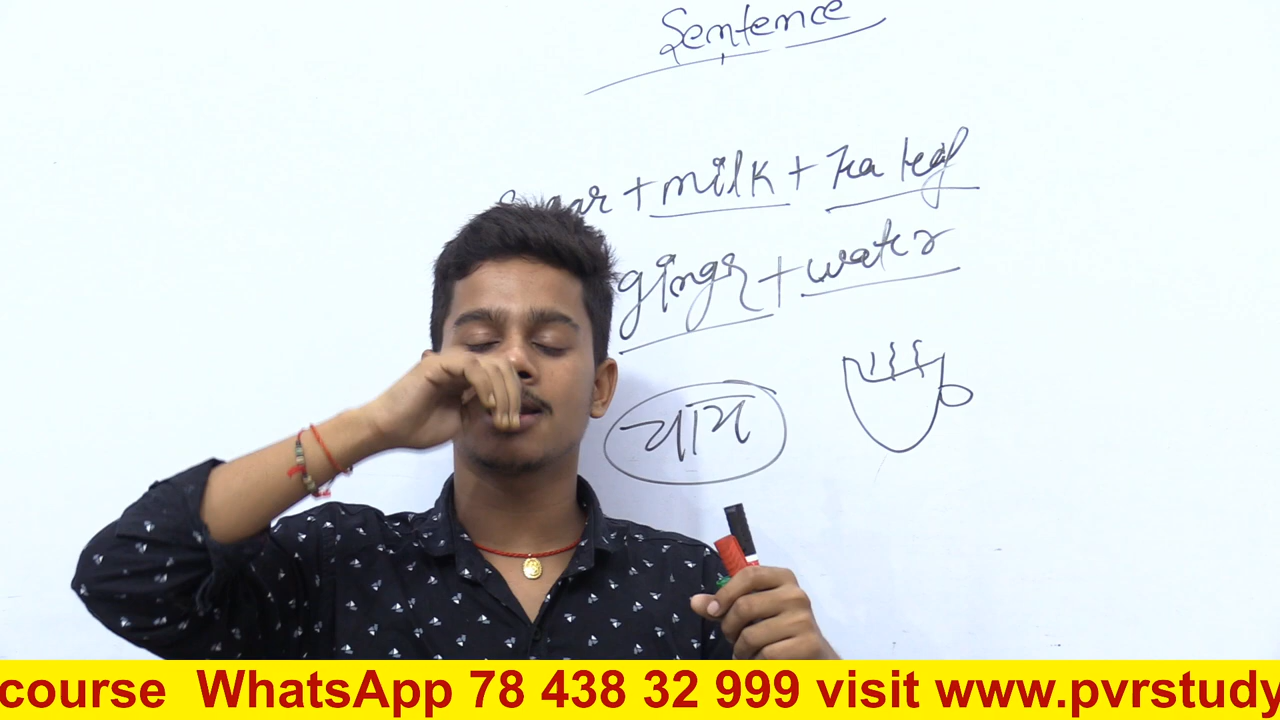 Sentence
+ milk + Tea leaf
ginger + water
चाय
course WhatsApp 78 438 32 999 visit www.pvrstudy